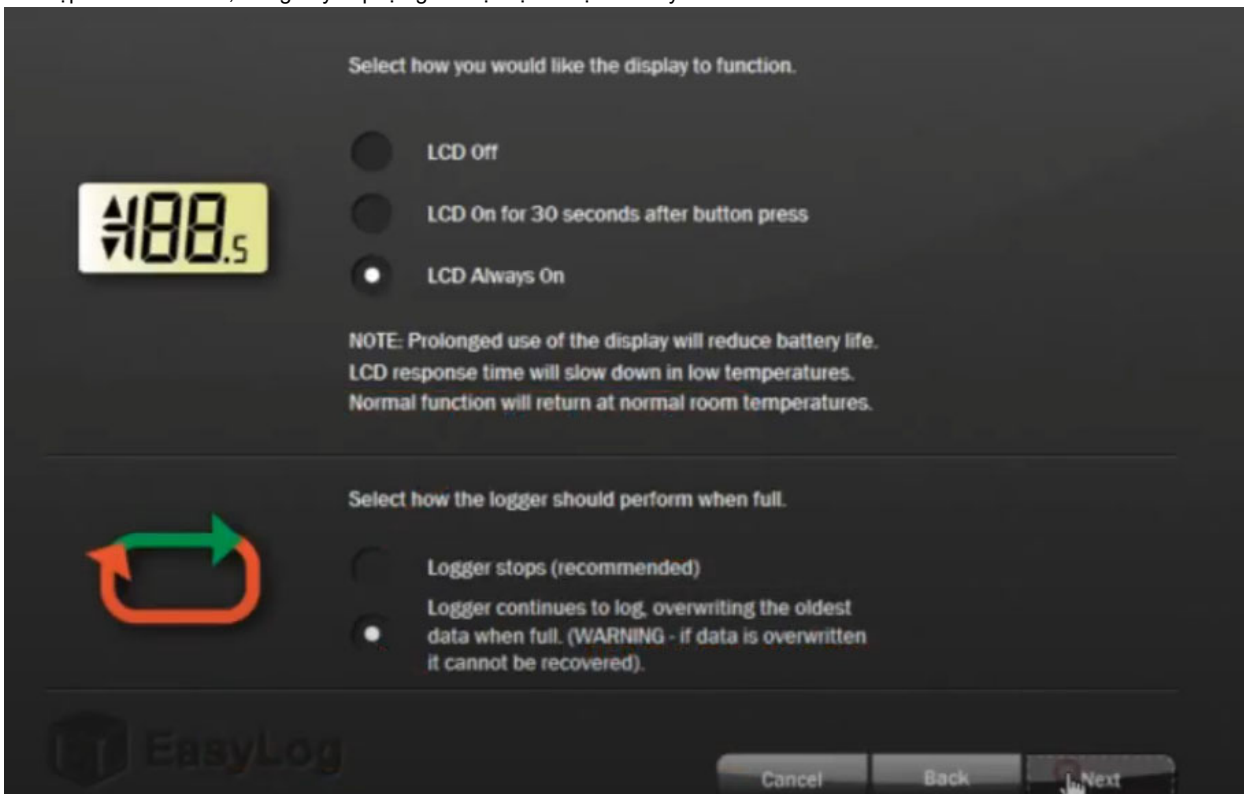 Select how you would like the display to function.
LCD Off
188.5
LCD On for 30 seconds after button press
LCD Always On
NOTE: Prolonged use of the display will reduce battery life.
LCD response time will slow down in low temperatures.
Normal function will return at normal room temperatures.
Select how the logger should perform when full.
Logger stops (recommended)
Logger continues to log, overwriting the oldest
data when full. (WARNING - if data is overwritten
it cannot be recovered).
EasyLog
Cancel Back Next